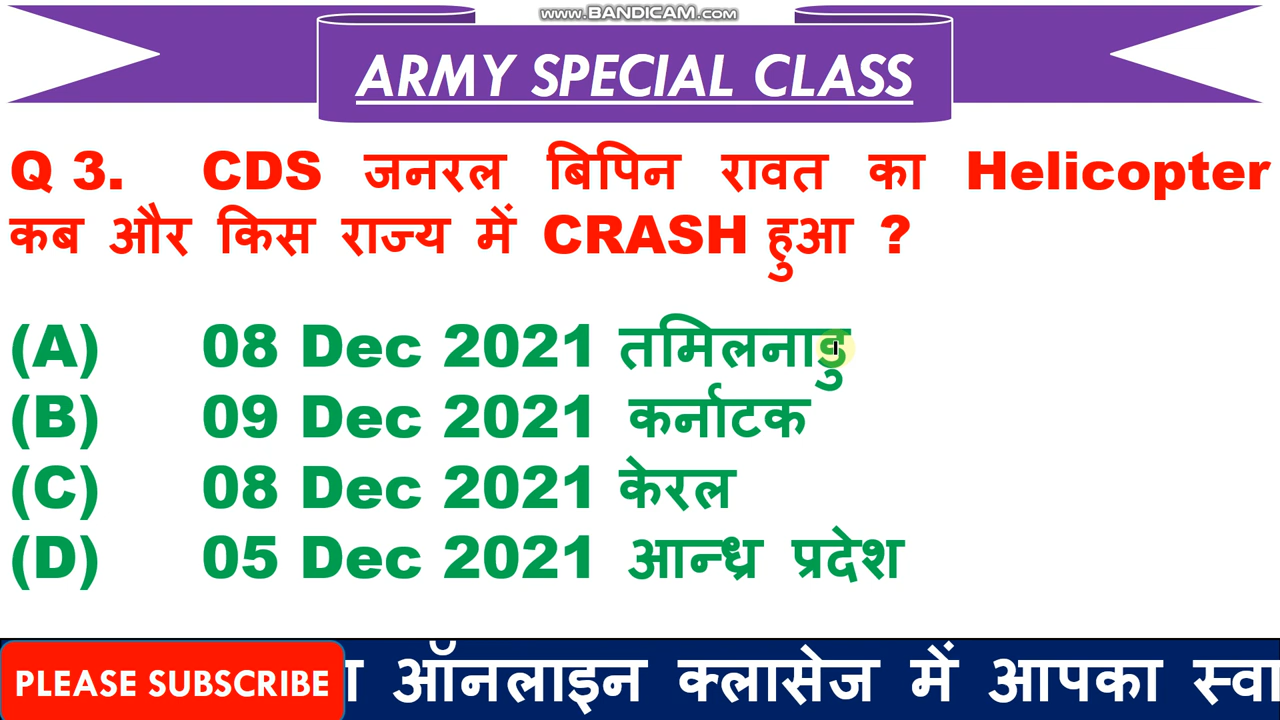 www.BANDICAM.com
ARMY SPECIAL CLASS
Q 3. CDS जनरल बिपिन रावत का Helicopter
कब और किस राज्य में CRASH हुआ ?
(A) 08 Dec 2021 तमिलनाडु
(B) 09 Dec 2021 कर्नाटक
(C) 08 Dec 2021 केरल
(D) 05 Dec 2021 आन्ध्र प्रदेश
PLEASE SUBSCRIBE ऑनलाइन क्लासेज में आपका